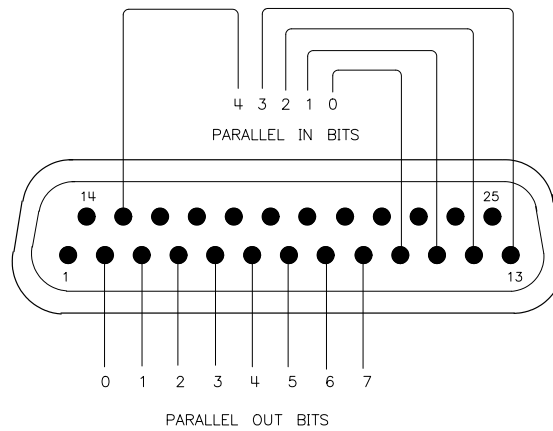 4 3 2 1 0
PARALLEL IN BITS
14 25
1 13
0 1 2 3 4 5 6 7
PARALLEL OUT BITS